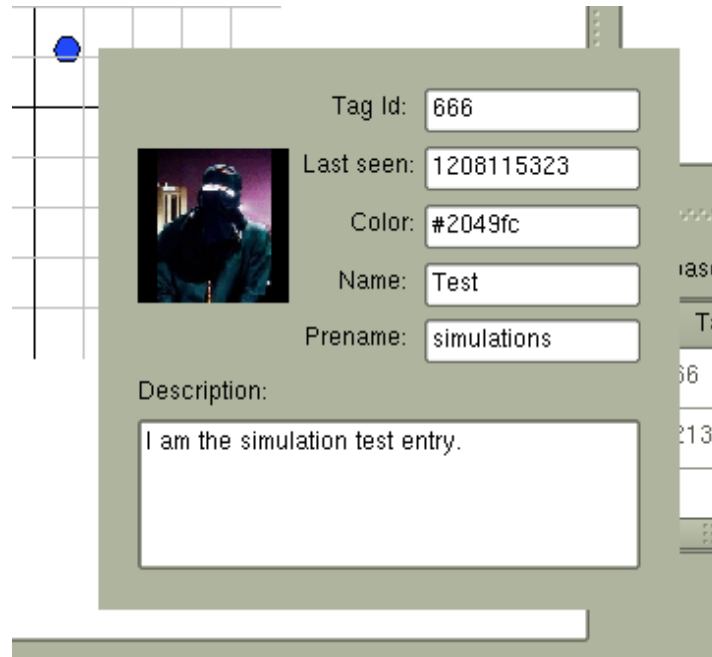 Tag Id: 666
Last seen: 1208115323
Color: #2049fc
Name: Test
Prename: simulations
Description:
I am the simulation test entry.